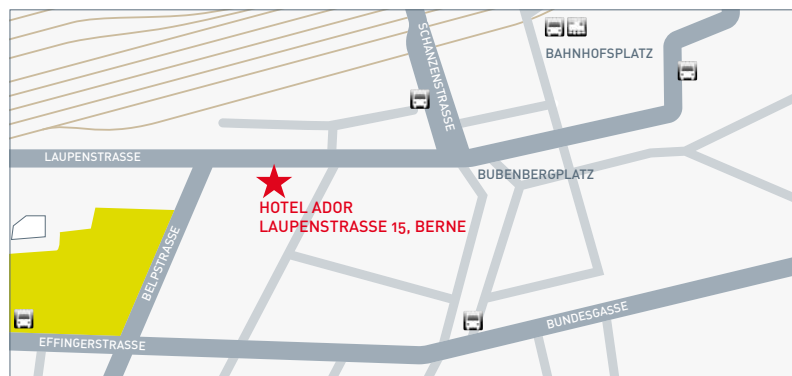 SCHANZENSTRASSE
BAHNHOFSPLATZ
LAUPENSTRASSE
BUBENBERGPLATZ
HOTEL ADOR
LAUPENSTRASSE 15, BERNE
BELPSTRASSE
BUNDESGASSE
EFFINGERSTRASSE